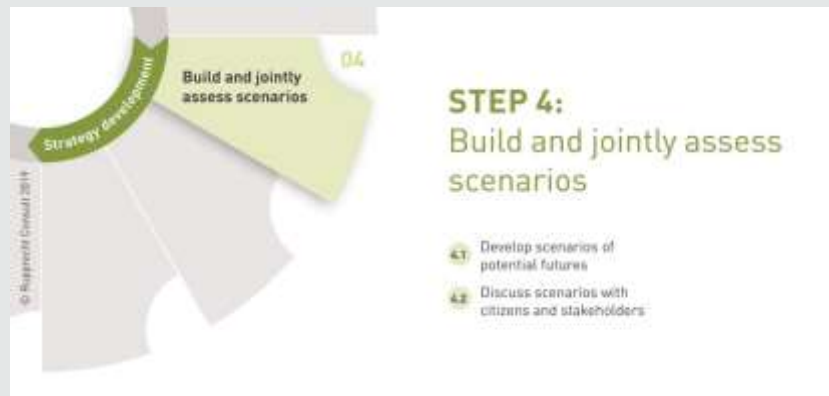 04
Build and jointly
assess scenarios
Strategy development
© Rupprecht Consult 2019
STEP 4:
Build and jointly assess
scenarios
4.1 Develop scenarios of
potential futures
4.2 Discuss scenarios with
citizens and stakeholders